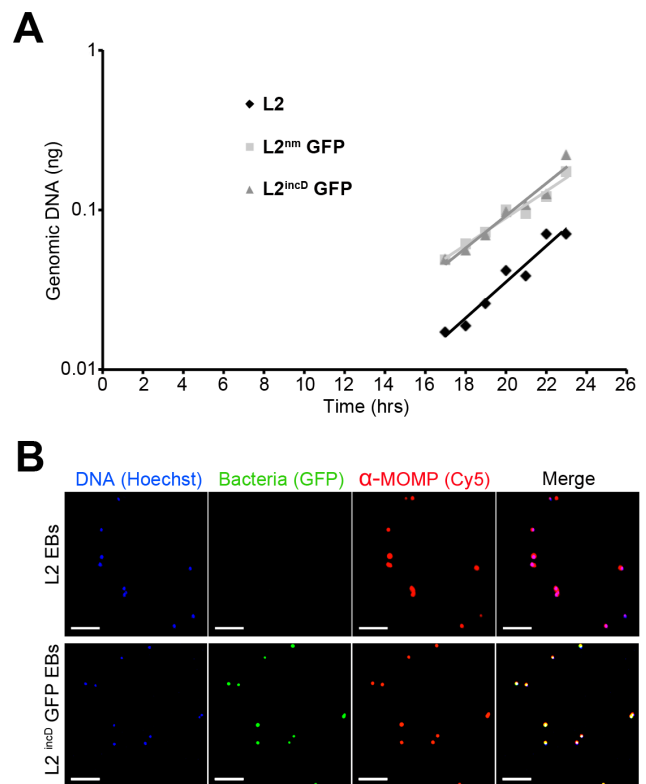 A
1
0.1
0.01
Genomic DNA (ng)
L2
L2nm GFP
L2incD GFP
0 2 4 6 8 10 12 14 16 18 20 22 24 26
Time (hrs)
B
DNA (Hoechst) Bacteria (GFP) α-MOMP (Cy5) Merge
L2 EBs
L2 incD GFP EBs